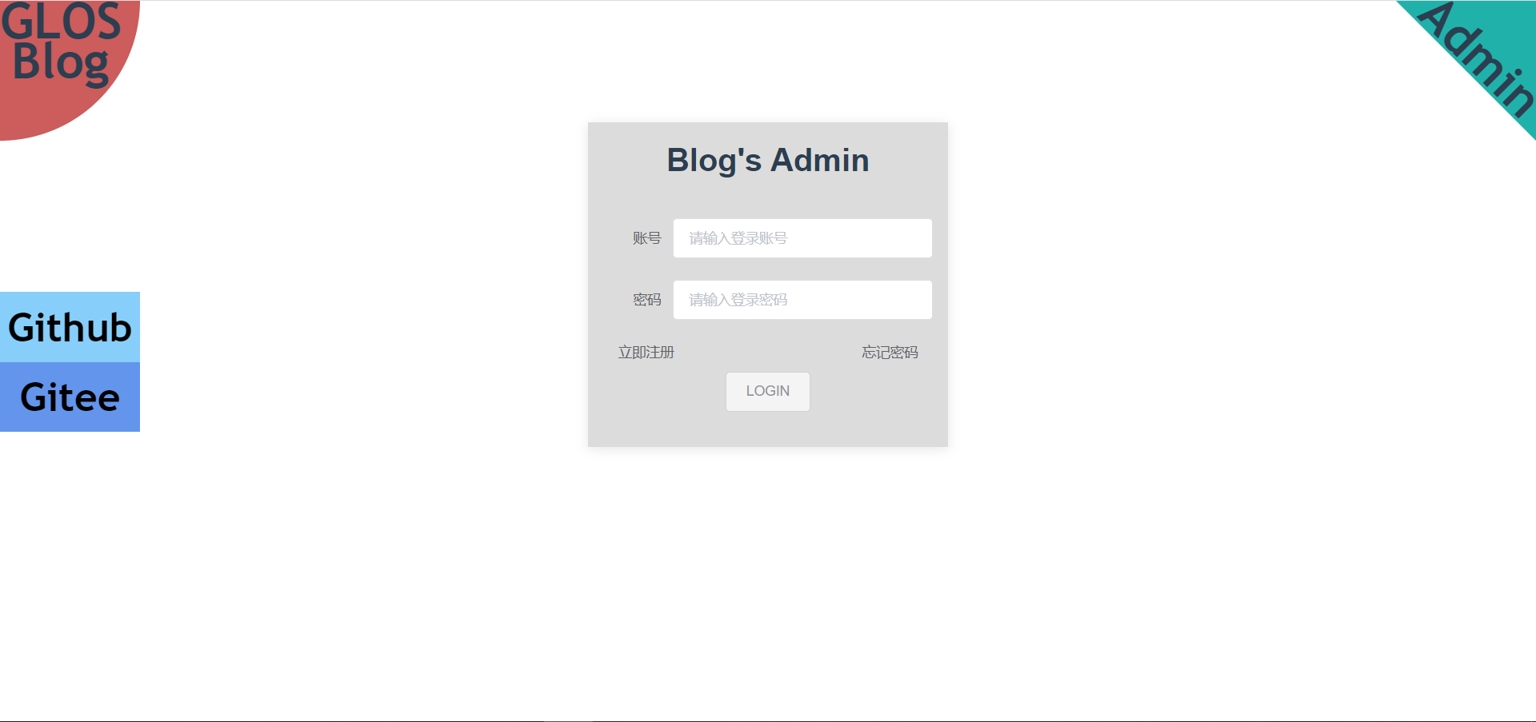 GLOS
Blog
Admin
Blog's Admin
账号 请输入登录账号
密码 请输入登录密码
立即注册 忘记密码
LOGIN
Github
Gitee